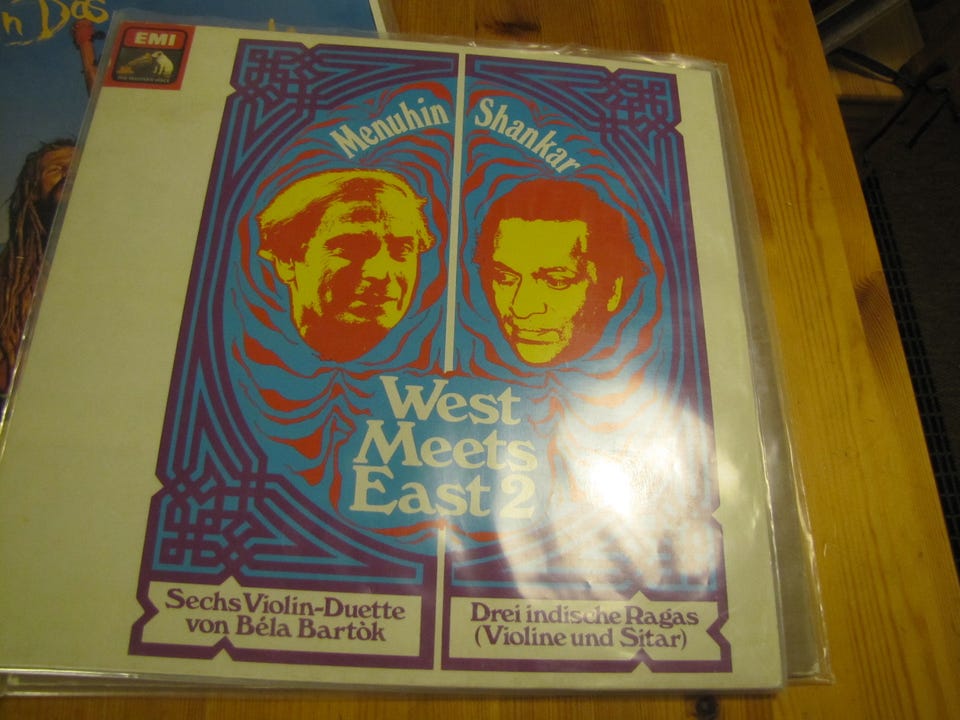 n Das
EMI
Menuhin
Shankar
West
Meets
East 2
Sechs Violin-Duette
von Béla Bartòk
Drei indische Ragas
(Violine und Sitar)